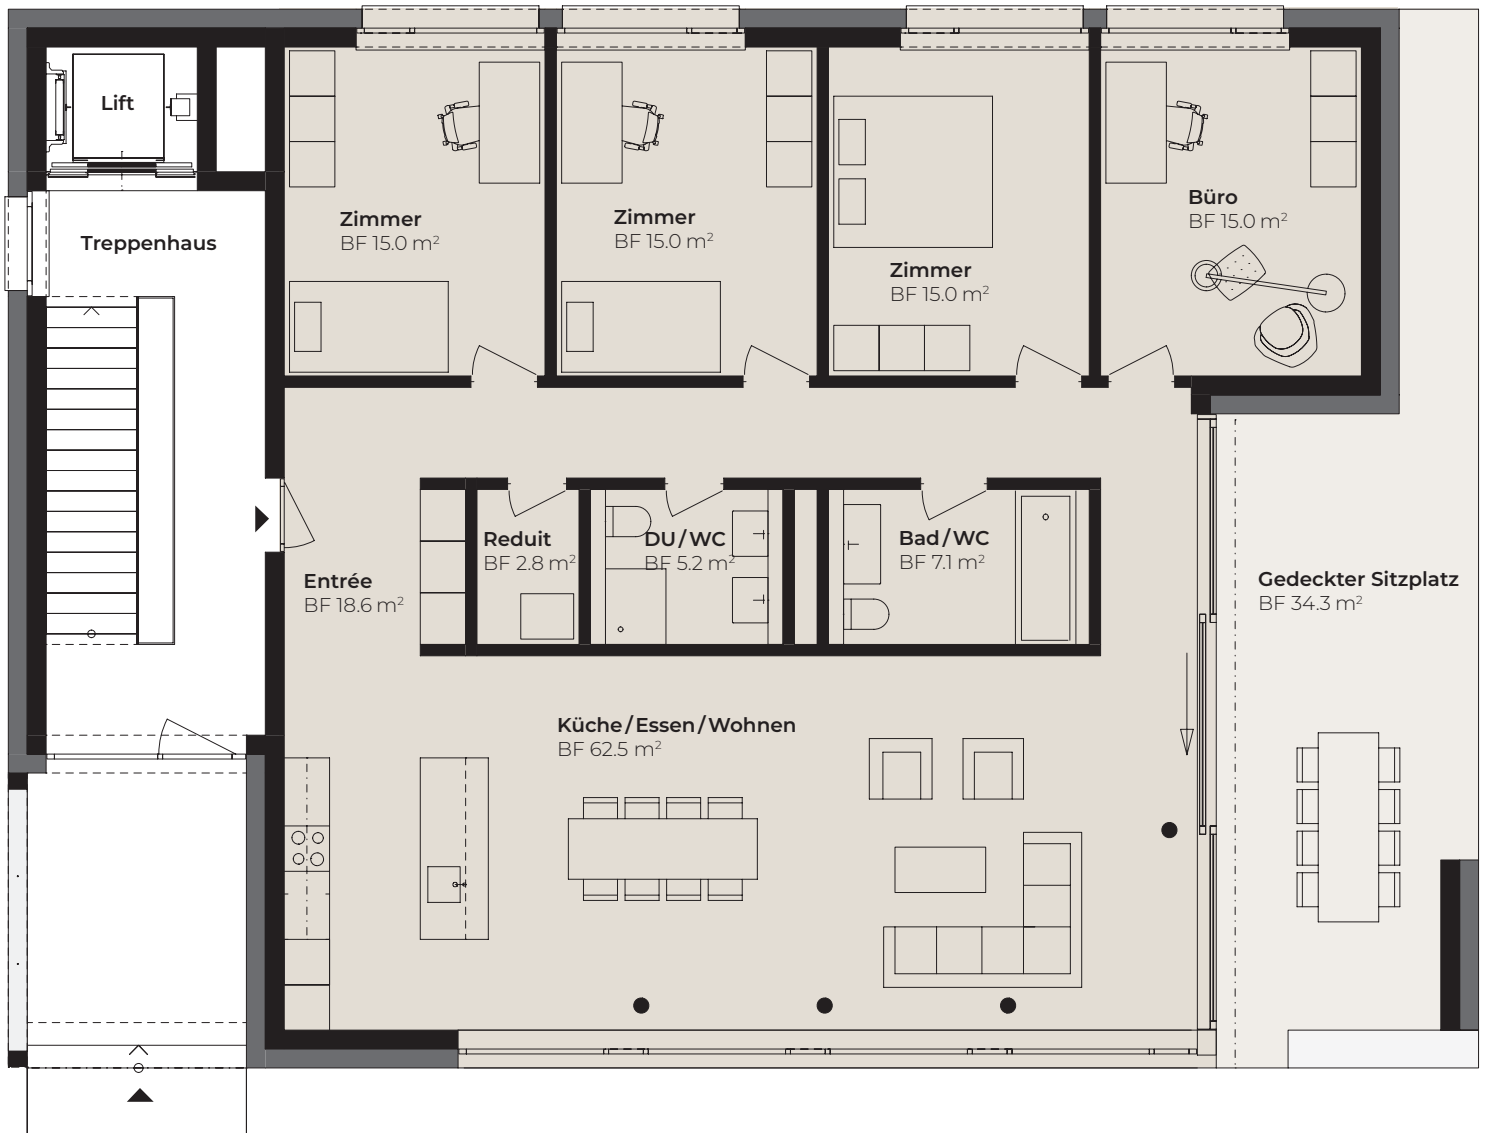 Lift
Treppenhaus
Zimmer
BF 15.0 m²
Zimmer
BF 15.0 m²
Zimmer
BF 15.0 m²
Büro
BF 15.0 m²
Entrée
BF 18.6 m²
Reduit
BF 2.8 m²
DU/WC
BF 5.2 m²
Bad/WC
BF 7.1 m²
Gedeckter Sitzplatz
BF 34.3 m²
Küche/Essen/Wohnen
BF 62.5 m²